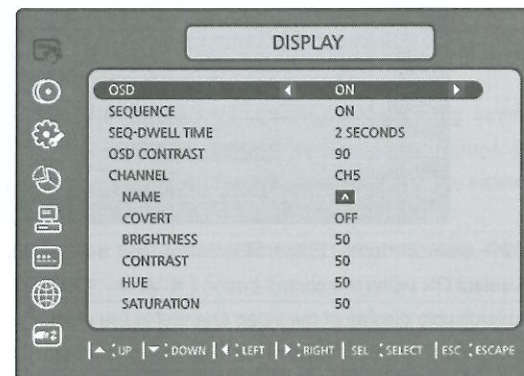 DISPLAY
OSD ON
SEQUENCE ON
SEQ-DWELL TIME 2 SECONDS
OSD CONTRAST 90
CHANNEL CH5
NAME
COVERT OFF
BRIGHTNESS 50
CONTRAST 50
HUE 50
SATURATION 50
UP DOWN LEFT RIGHT SEL SELECT ESC ESCAPE